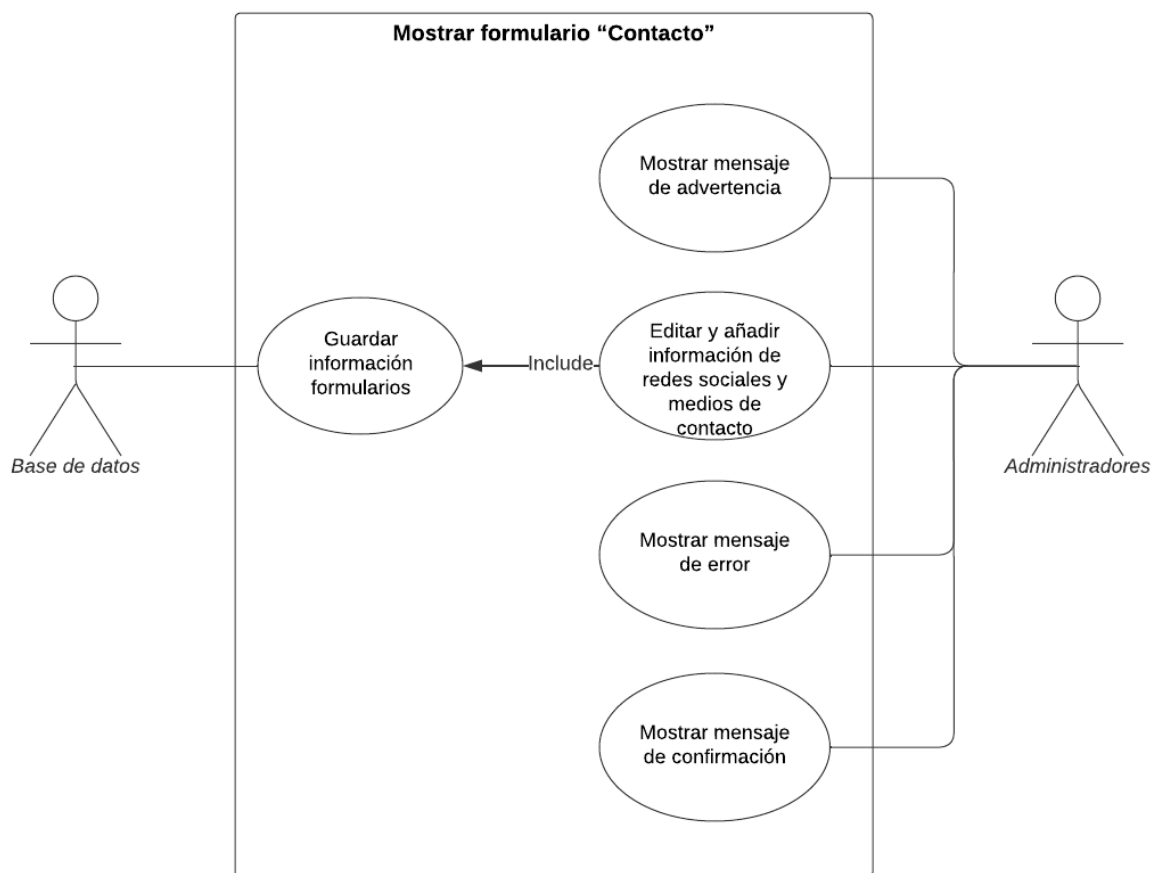 Mostrar formulario “Contacto”
Mostrar mensaje
de advertencia
Guardar
información
formularios
Include
Editar y añadir
información de
redes sociales y
medios de
contacto
Base de datos
Administradores
Mostrar mensaje
de error
Mostrar mensaje
de confirmación